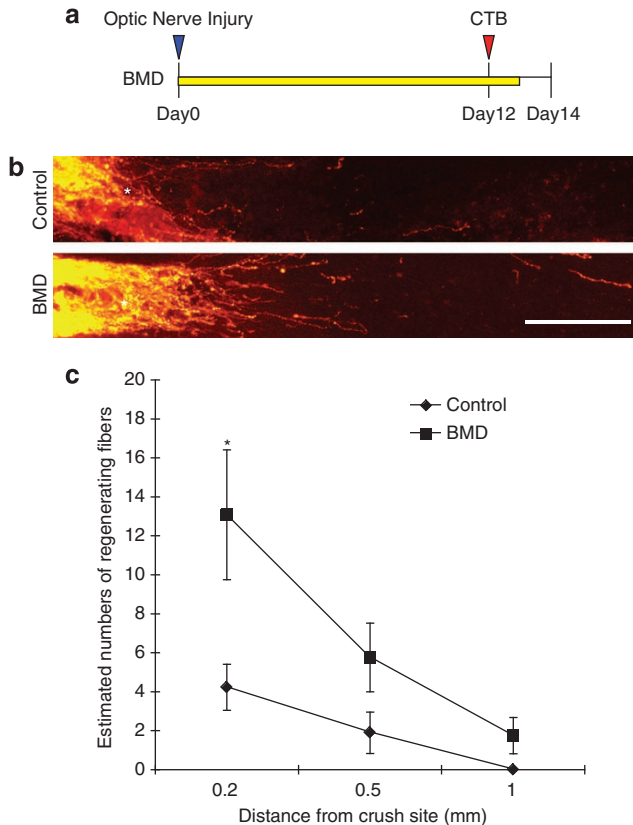 a
Optic Nerve Injury CTB
BMD
Day0 Day12 Day14
b
Control
*
BMD
*
c
Estimated numbers of regenerating fibers
20
18
16
14
12
10
8
6
4
2
0
*
Control
BMD
0.2 0.5 1
Distance from crush site (mm)